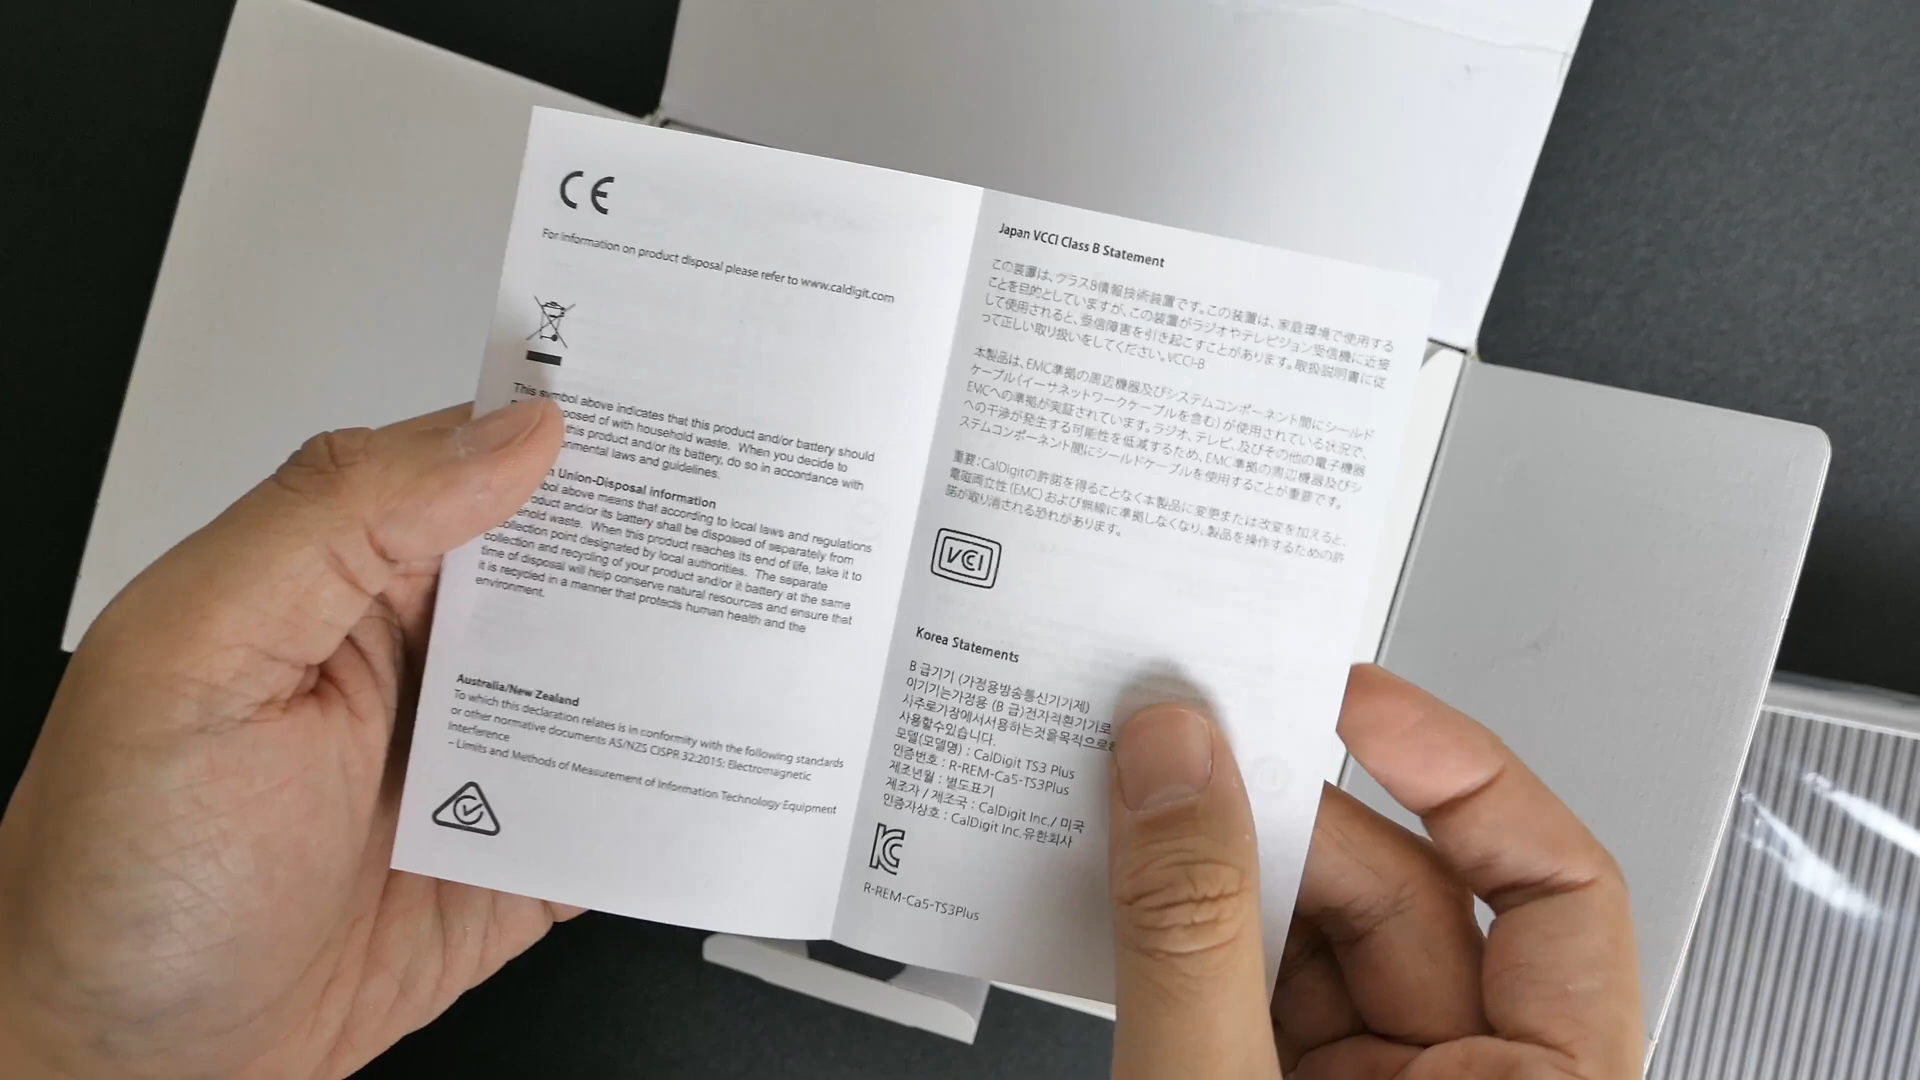 CE
For information on product disposal please refer to www.caldigit.com
This symbol above indicates that this product and/or battery should
posed of with household waste. When you decide to
this product and/or its battery, do so in accordance with
onmental laws and guidelines.
Union-Disposal Information
bol above means that according to local laws and regulations
oduct and/or its battery shall be disposed of separately from
ehold waste. When this product reaches its end of life, take it to
collection point designated by local authorities. The separate
collection and recycling of your product and/or it battery at the same
time of disposal will help conserve natural resources and ensure that
it is recycled in a manner that protects human health and the
environment.
Australia/New Zealand
To which this declaration relates is in conformity with the following standards
or other normative documents AS/NZS CISPR 32:2015; Electromagnetic
Interference
– Limits and Methods of Measurement of Information Technology Equipment
Japan VCCI Class B Statement
この装置は、クラスB情報技術装置です。この装置は、家庭環境で使用する
ことを目的としていますが、この装置がラジオやテレビジョン受信機に近接
して使用されると、受信障害を引き起こすことがあります。取扱説明書に従
って正しい取り扱いをしてください。VCCI-B
本製品は、EMC準拠の周辺機器及びシステムコンポーネント間にシールド
ケーブル（イーサネットワークケーブルを含む）が使用されている状況で、
EMCへの準拠が実証されています。ラジオ、テレビ、及びその他の電子機器
への干渉が発生する可能性を低減するため、EMC準拠の周辺機器及びシ
ステムコンポーネント間にシールドケーブルを使用することが重要です。
重要：CalDigitの許諾を得ることなく本製品に変更または改変を加えると、
電磁両立性（EMC）および無線に準拠しなくなり、製品を操作するための許
諾が取り消される恐れがあります。
VCCI
Korea Statements
B 급기기 (가정용방송통신기기제)
이기기는가정용 (B 급)전자적환기기로
사주로가장에서서용하는것을목적으로
사용할수있습니다.
모델(모델명) : CalDigit TS3 Plus
인증번호 : R-REM-Ca5-TS3Plus
제조년월 : 별도표기
제조자 / 제조국 : CalDigit Inc./ 미국
인증자상호 : CalDigit Inc.유한회사
KC
R-REM-Ca5-TS3Plus